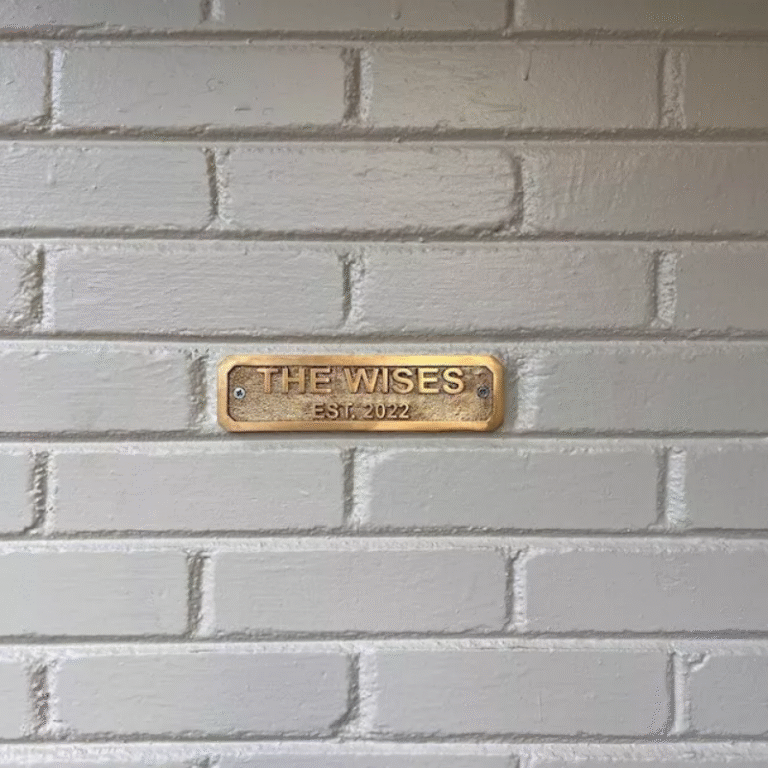 THE WISES
EST. 2022